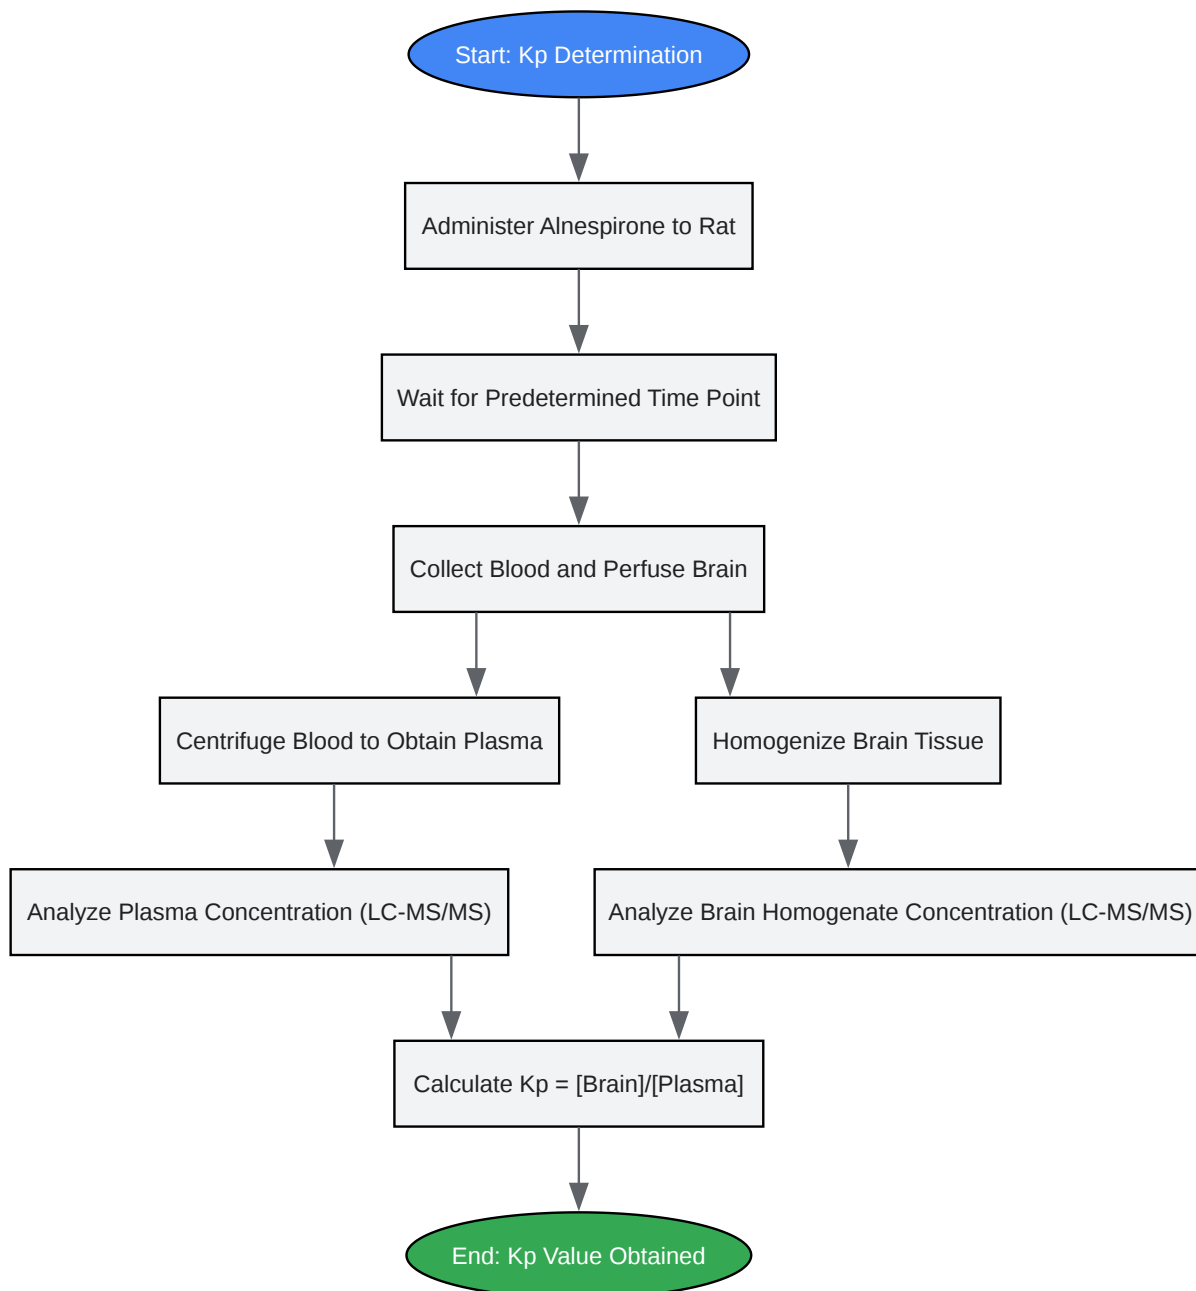 Start: Kp Determination
Administer Alnespirone to Rat
Wait for Predetermined Time Point
Collect Blood and Perfuse Brain
Centrifuge Blood to Obtain Plasma
Homogenize Brain Tissue
Analyze Plasma Concentration (LC-MS/MS)
Analyze Brain Homogenate Concentration (LC-MS/MS)
Calculate Kp = [Brain]/[Plasma]
End: Kp Value Obtained